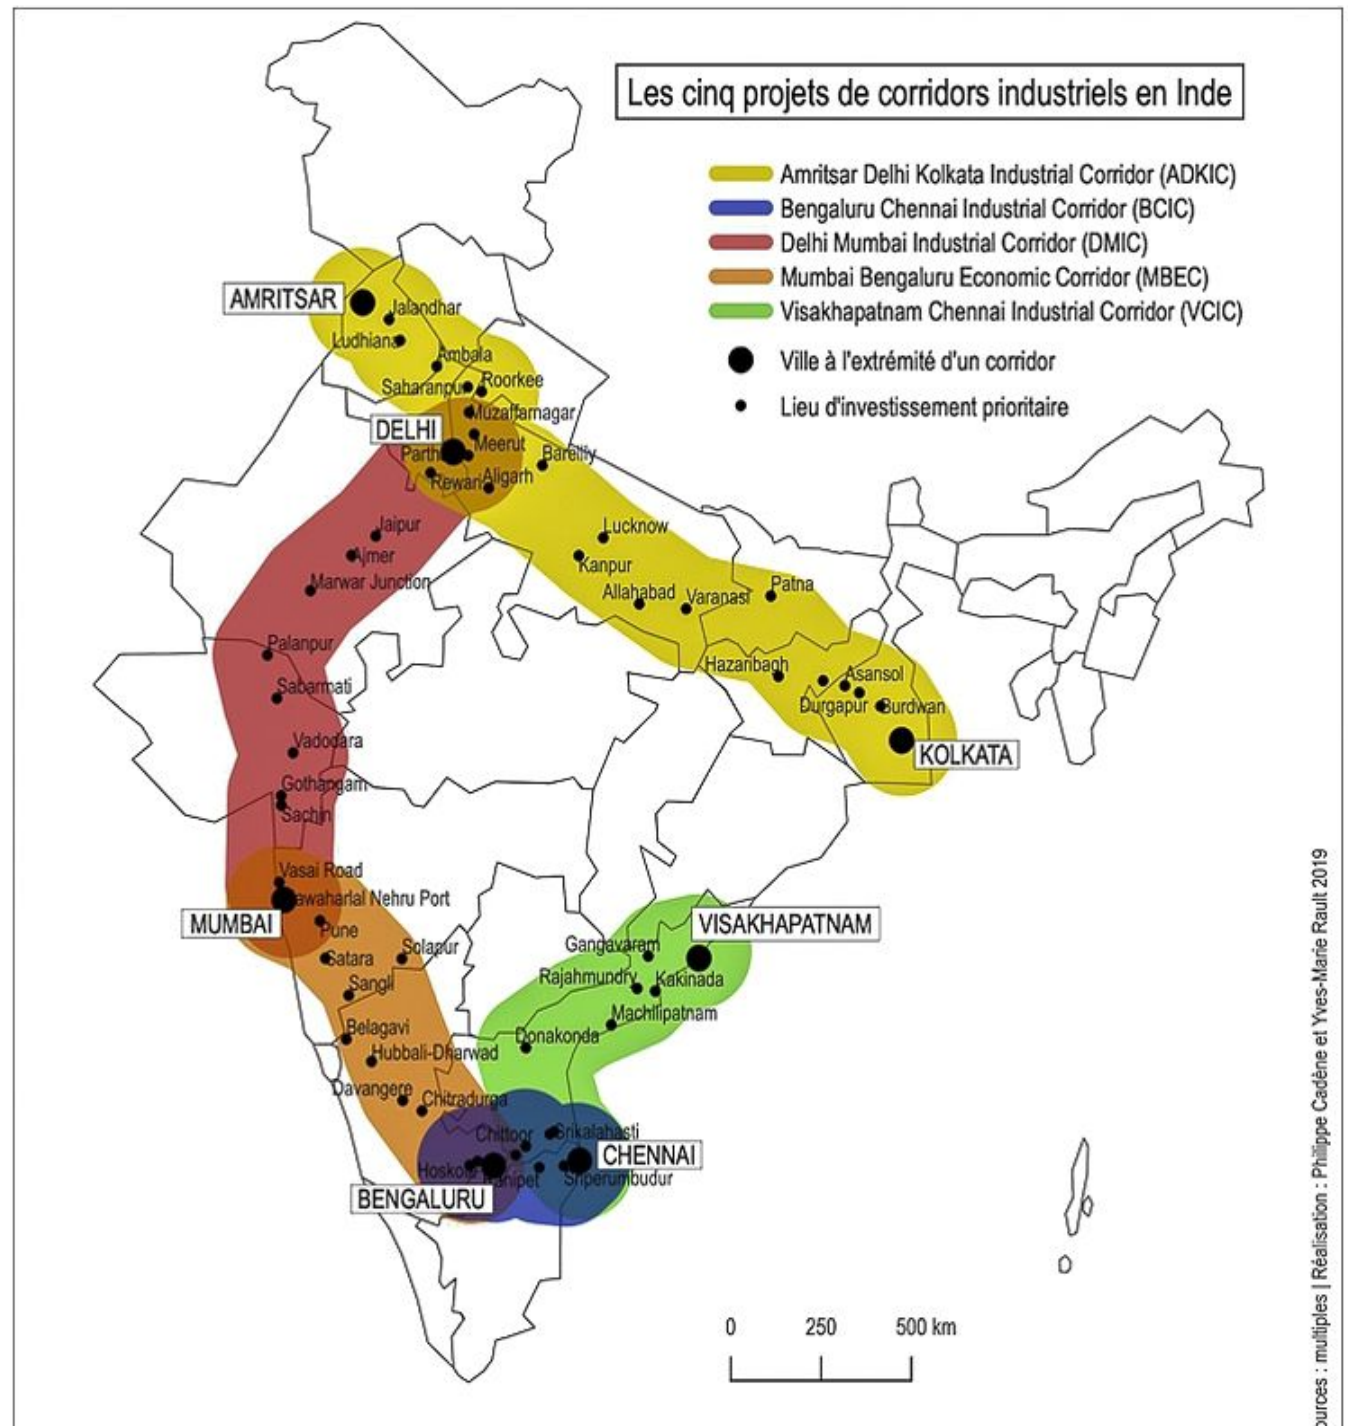 Les cinq projets de corridors industriels en Inde
Amritsar Delhi Kolkata Industrial Corridor (ADKIC)
Bengaluru Chennai Industrial Corridor (BCIC)
Delhi Mumbai Industrial Corridor (DMIC)
Mumbai Bengaluru Economic Corridor (MBEC)
Visakhapatnam Chennai Industrial Corridor (VCIC)
Ville à l'extrémité d'un corridor
Lieu d'investissement prioritaire
AMRITSAR
Jalandhar
Ludhiana
Ambala
Saharanpur
Roorkee
Muzaffarnagar
DELHI
Meerut
Parth
Bareilly
Rewari
Aligarh
Jaipur
Lucknow
Ajmer
Kanpur
Marwar Junction
Allahabad
Varanasi
Patna
Palanpur
Hazaribagh
Asansol
Sabarmati
Durgapur
Burdwan
Vadodara
KOLKATA
Gothangam
Sachin
Vasai Road
awaharlal Nehru Port
MUMBAI
Pune
VISAKHAPATNAM
Satara
Solapur
Gangavaram
Sangli
Rajahmundry
Kakinada
Machilipatnam
Belagavi
Donakonda
Hubbali-Dharwad
Davangere
Chitradurga
Chittoor
Srikalahasti
CHENNAI
Hoskote
Ranipet
Sriperumbudur
BENGALURU
0 250 500 km
ources : multiples | Réalisation : Philippe Cadène et Yves-Marie Rault 2019